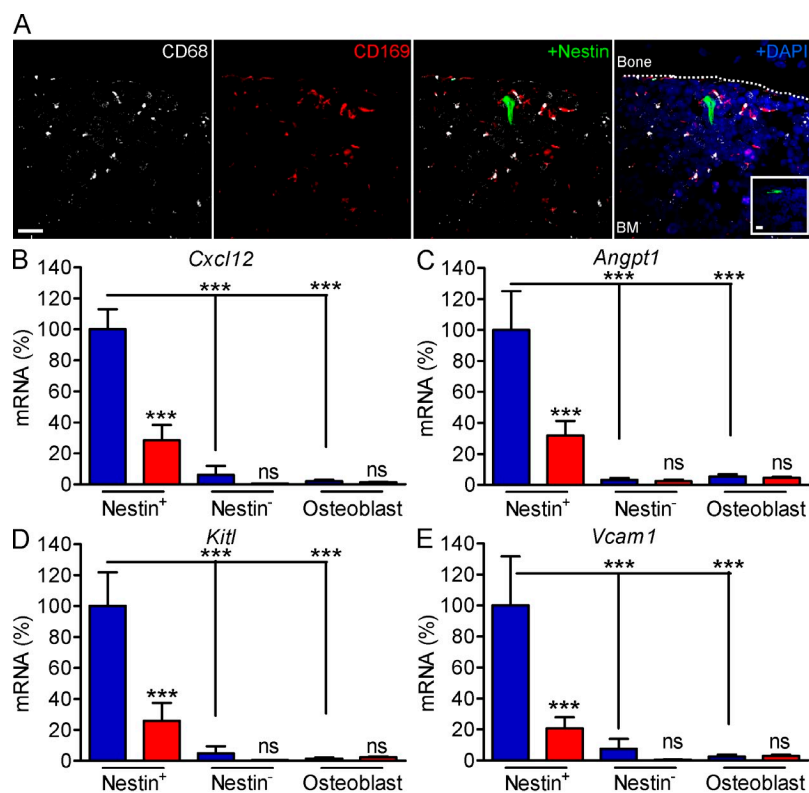 A
CD68
CD169
+Nestin
+DAPI
Bone
BM
B
Cxcl12
mRNA (%)
140
120
100
80
60
40
20
0
***
***
***
ns
ns
Nestin⁺
Nestin⁻
Osteoblast
C
Angpt1
mRNA (%)
140
120
100
80
60
40
20
0
***
***
***
ns
ns
Nestin⁺
Nestin⁻
Osteoblast
D
Kitl
mRNA (%)
140
120
100
80
60
40
20
0
***
***
***
ns
ns
Nestin⁺
Nestin⁻
Osteoblast
E
Vcam1
mRNA (%)
140
120
100
80
60
40
20
0
***
***
***
ns
ns
Nestin⁺
Nestin⁻
Osteoblast